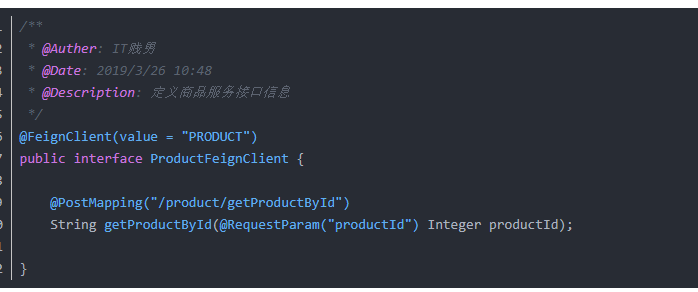 /**
* @Auther: IT贱男
* @Date: 2019/3/26 10:48
* @Description: 定义商品服务接口信息
*/
@FeignClient(value = "PRODUCT")
public interface ProductFeignClient {
@PostMapping("/product/getProductById")
String getProductById(@RequestParam("productId") Integer productId);
}